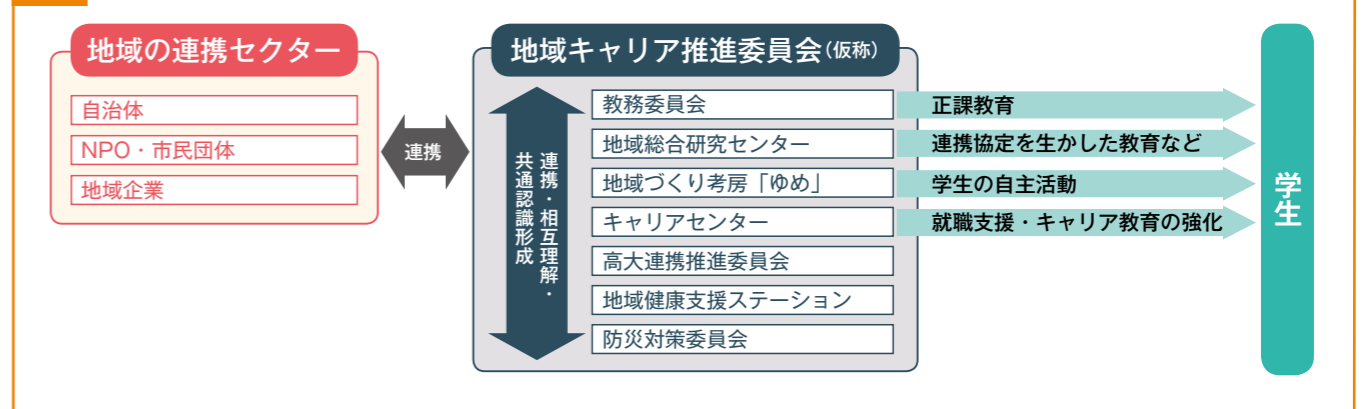 地域の連携セクター
自治体
NPO・市民団体
地域企業
連携
地域キャリア推進委員会(仮称)
連携・相互理解・
共通認識形成
教務委員会
地域総合研究センター
地域づくり考房「ゆめ」
キャリアセンター
高大連携推進委員会
地域健康支援ステーション
防災対策委員会
正課教育
連携協定を生かした教育など
学生の自主活動
就職支援・キャリア教育の強化
学生